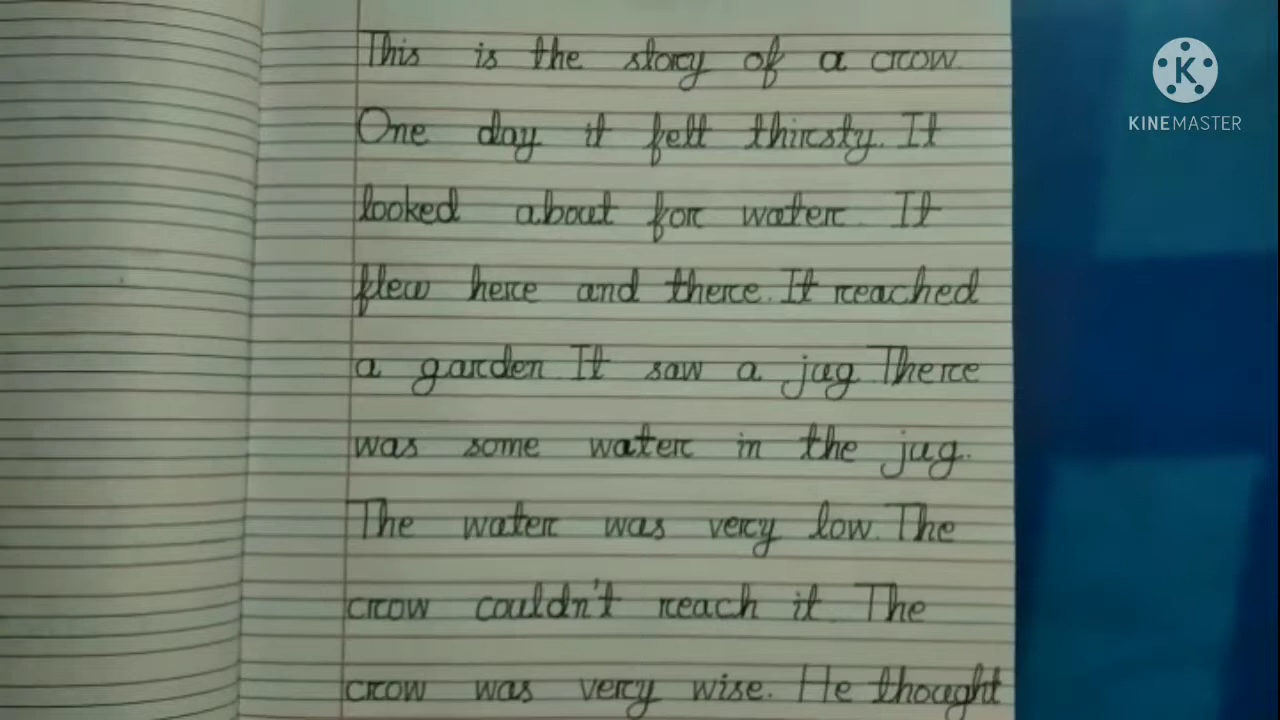 This is the story of a crow
One day it felt thirsty. It
looked about for water. It
flew here and there. It reached
a garden It saw a jug There
was some water in the jug.
The water was very low. The
crow couldn't reach it. The
crow was very wise. He thought
K
KINEMASTER